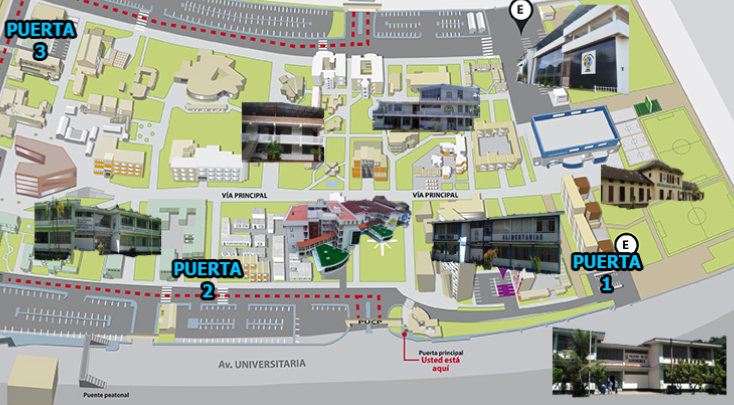 E
PUERTA
3
VÍA PRINCIPAL
VÍA PRINCIPAL
E
PUERTA
1
PUERTA
2
PUCP
Puerta principal
Usted está
aquí
Av. UNIVERSITARIA
Puente peatonal